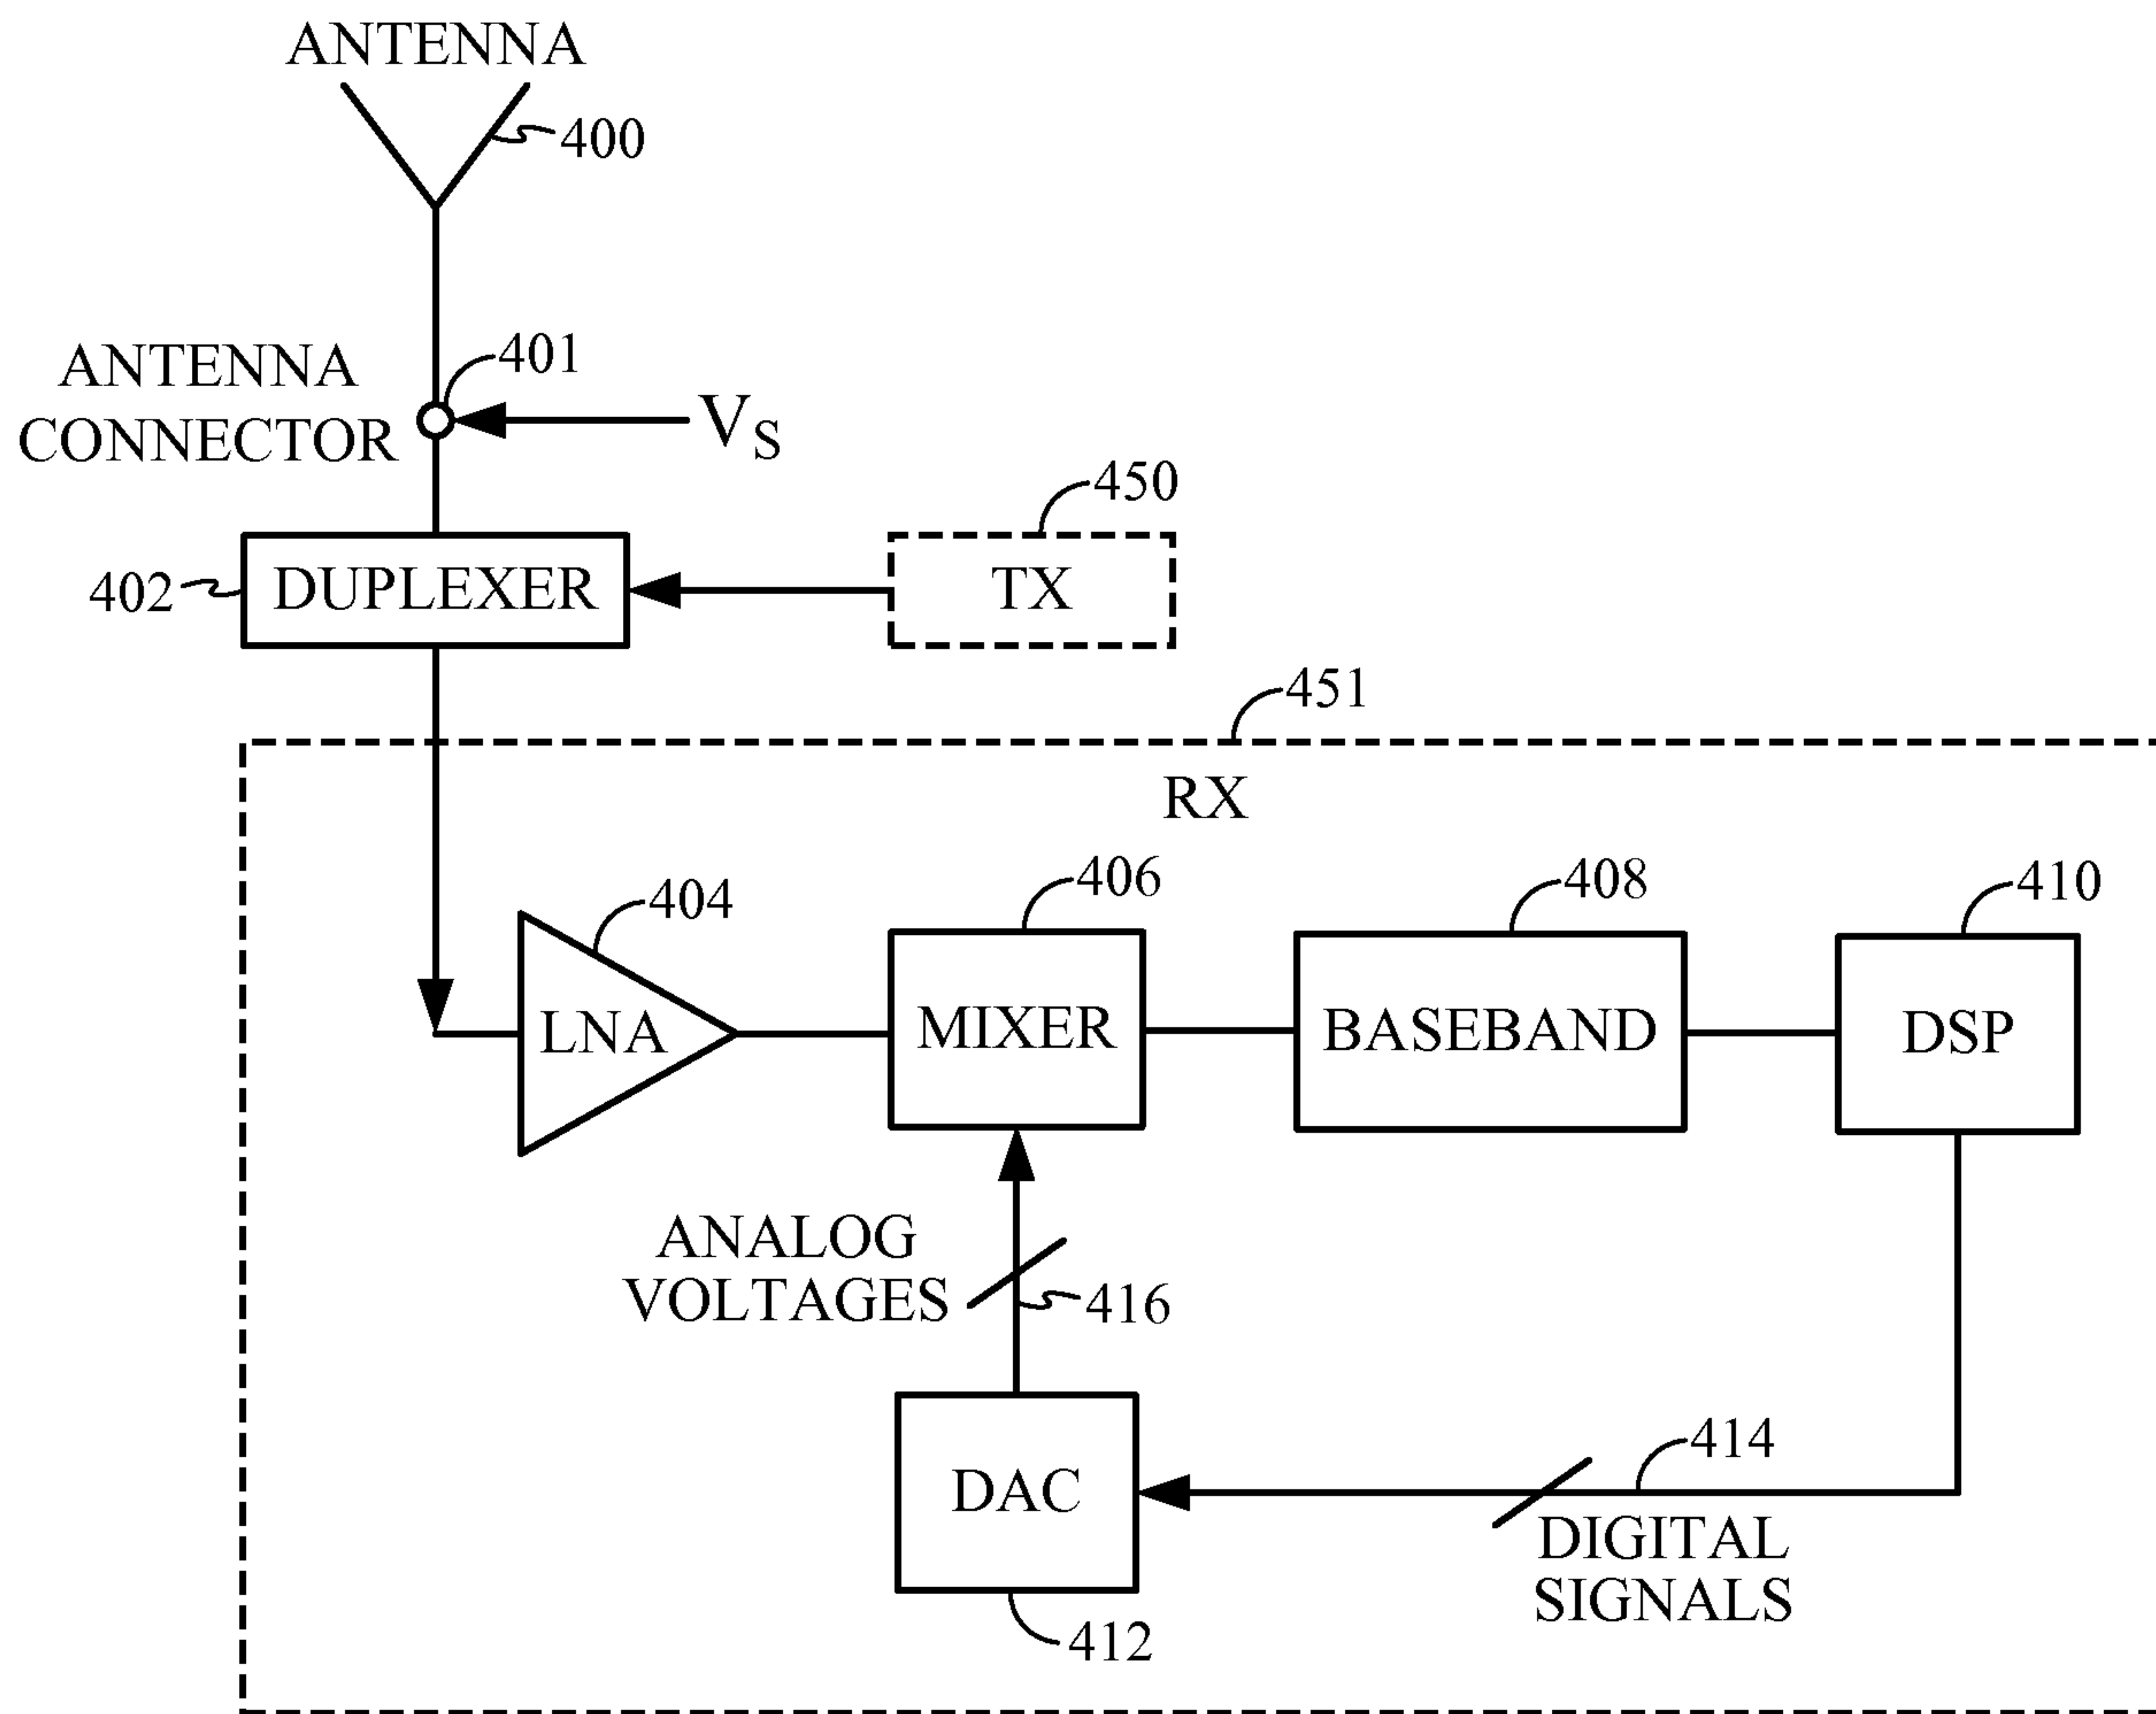 ANTENNA
400
401
ANTENNA
CONNECTOR
VS
450
402
DUPLEXER
TX
451
RX
404
406
408
410
LNA
MIXER
BASEBAND
DSP
ANALOG
VOLTAGES
416
414
DAC
DIGITAL
SIGNALS
412